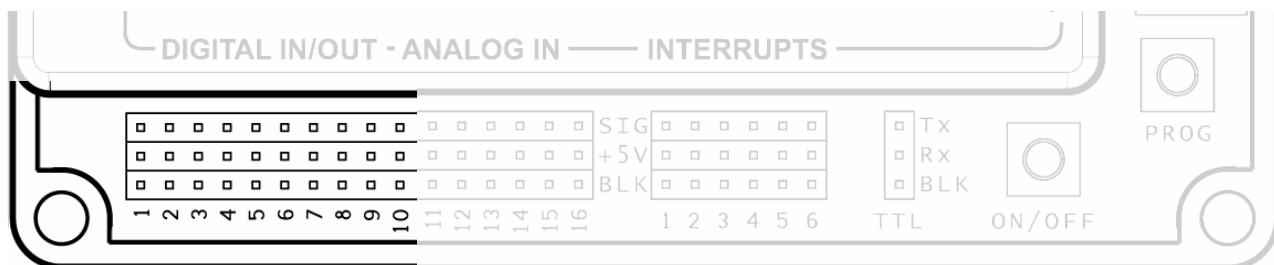 DIGITAL IN/OUT - ANALOG IN INTERRUPTS
SIG Tx
+5V Rx
BLK BLK
PROG
1 2 3 4 5 6 7 8 9 10 11 12 13 14 15 16 1 2 3 4 5 6 TTL ON/OFF